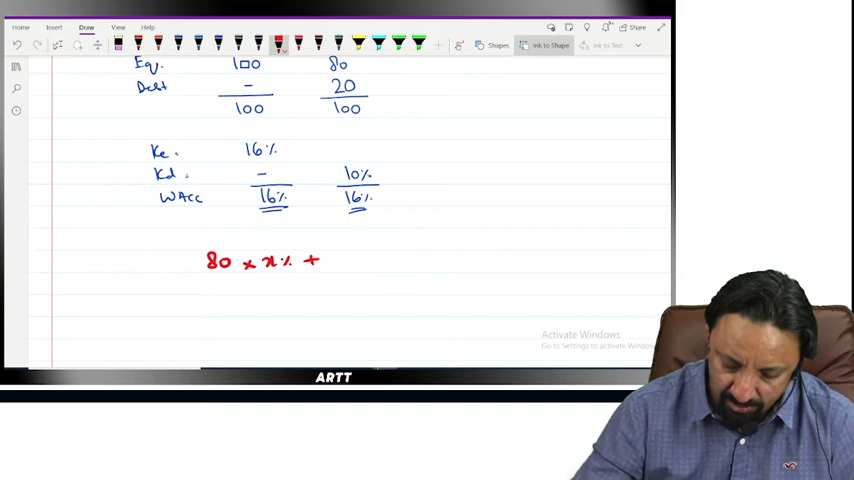 Home Insert Draw View Help Share
Shapes Ink to Shape Ink to Text
Eq. 100 80
Debt - 20
100 100
Ke. 16%
Kd. - 10%
WACC 16% 16%
80 × x% +
Activate Windows
Go to Settings to activate Windows
ARTT